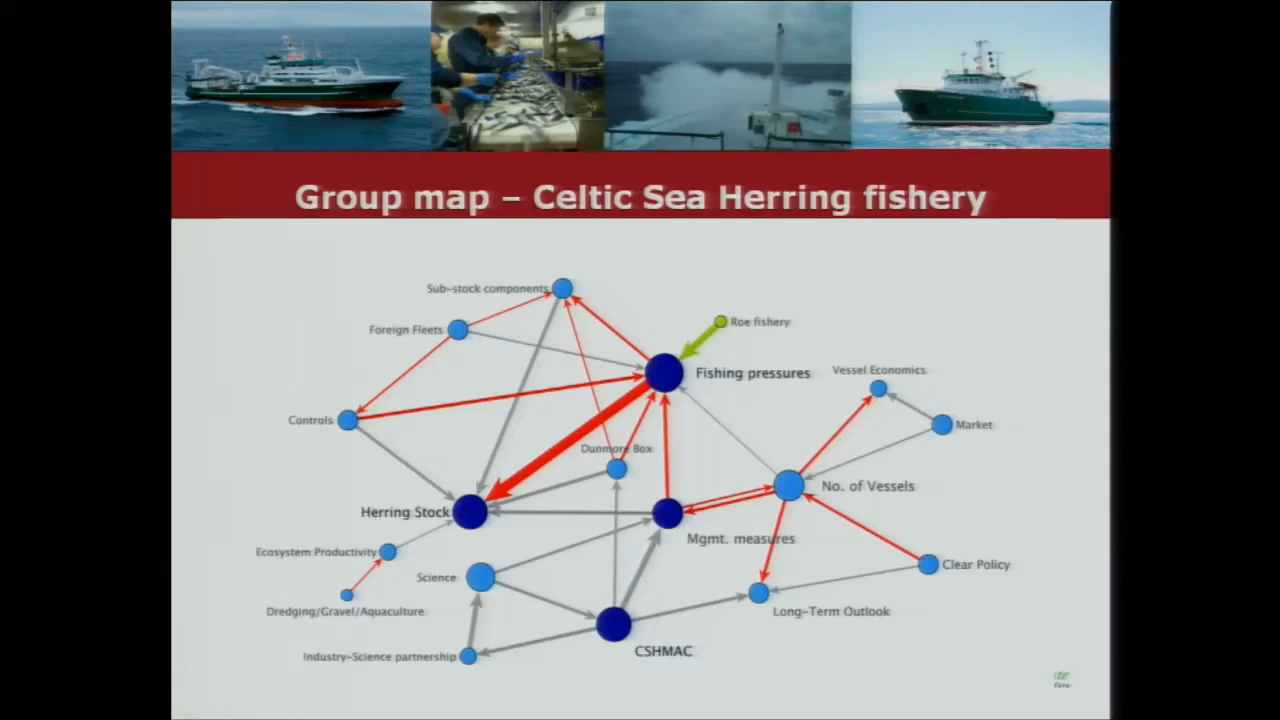 Group map – Celtic Sea Herring fishery
Sub-stock components
Roe fishery
Foreign Fleets
Vessel Economics
Fishing pressures
Controls
Market
Dunmore Box
No. of Vessels
Herring Stock
Mgmt. measures
Ecosystem Productivity
Clear Policy
Science
Dredging/Gravel/Aquaculture
Long-Term Outlook
CSHMAC
Industry-Science partnership